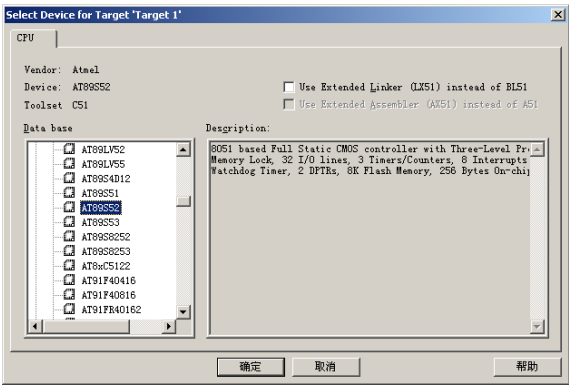 Select Device for Target 'Target 1'
CPU
Vendor: Atmel
Device: AT89S52
Toolset C51
Use Extended Linker (LX51) instead of BL51
Use Extended Assembler (AX51) instead of A51
Data base
Description:
AT89LV52
AT89LV55
AT89S4D12
AT89S51
AT89S52
AT89S53
AT89S8252
AT89S8253
AT8xC5122
AT91F40416
AT91F40816
AT91FR40162
8051 based Full Static CMOS controller with Three-Level Pr
Memory Lock, 32 I/O lines, 3 Timers/Counters, 8 Interrupts
Watchdog Timer, 2 DPTRs, 8K Flash Memory, 256 Bytes On-chi
确定
取消
帮助